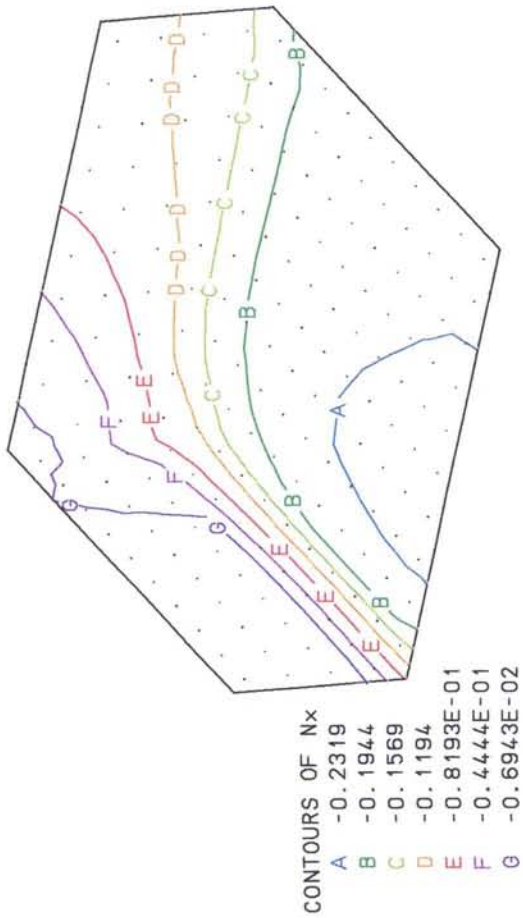 CONTOURS OF Nx
A -0.2319
B -0.1944
C -0.1569
D -0.1194
E -0.8193E-01
F -0.4444E-01
G -0.6943E-02
G
G
F
F
E
E
E
E
E
D
D
D
D
D
D
C
C
C
C
C
B
B
B
B
A